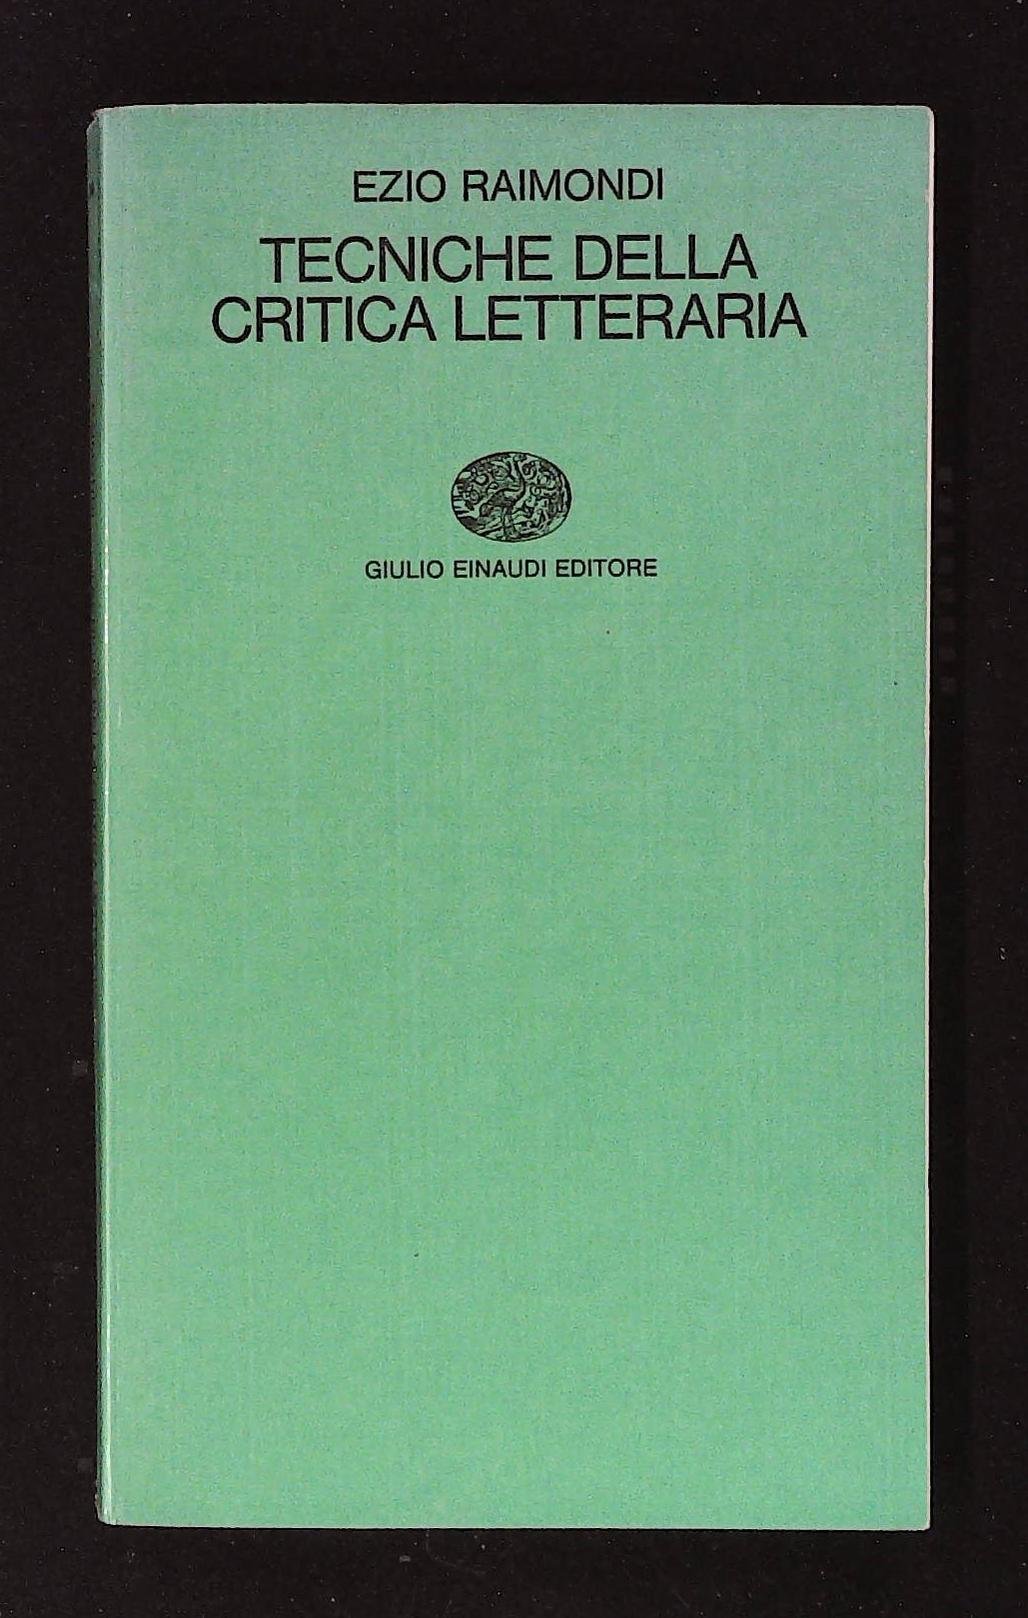 EZIO RAIMONDI
TECNICHE DELLA
CRITICA LETTERARIA
GIULIO EINAUDI EDITORE